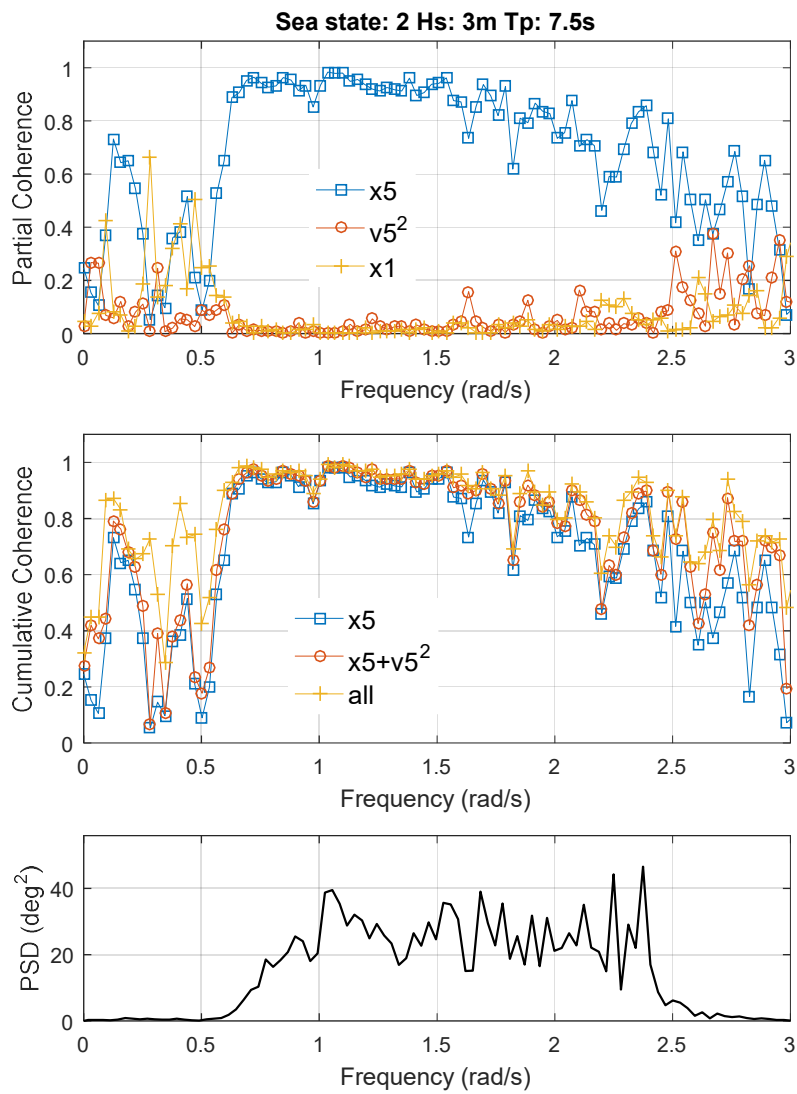 Sea state: 2 Hs: 3m Tp: 7.5s
Partial Coherence
1
0.8
0.6
0.4
0.2
0
x5
v5²
x1
0 0.5 1 1.5 2 2.5 3
Frequency (rad/s)
Cumulative Coherence
1
0.8
0.6
0.4
0.2
0
x5
x5+v5²
all
0 0.5 1 1.5 2 2.5 3
Frequency (rad/s)
PSD (deg²)
40
20
0
0 0.5 1 1.5 2 2.5 3
Frequency (rad/s)